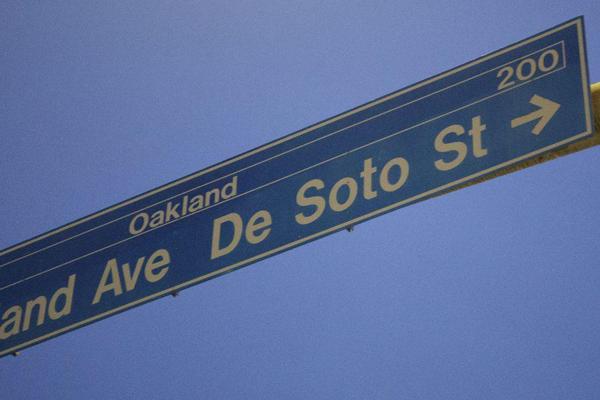 200
Oakland
and Ave De Soto St →